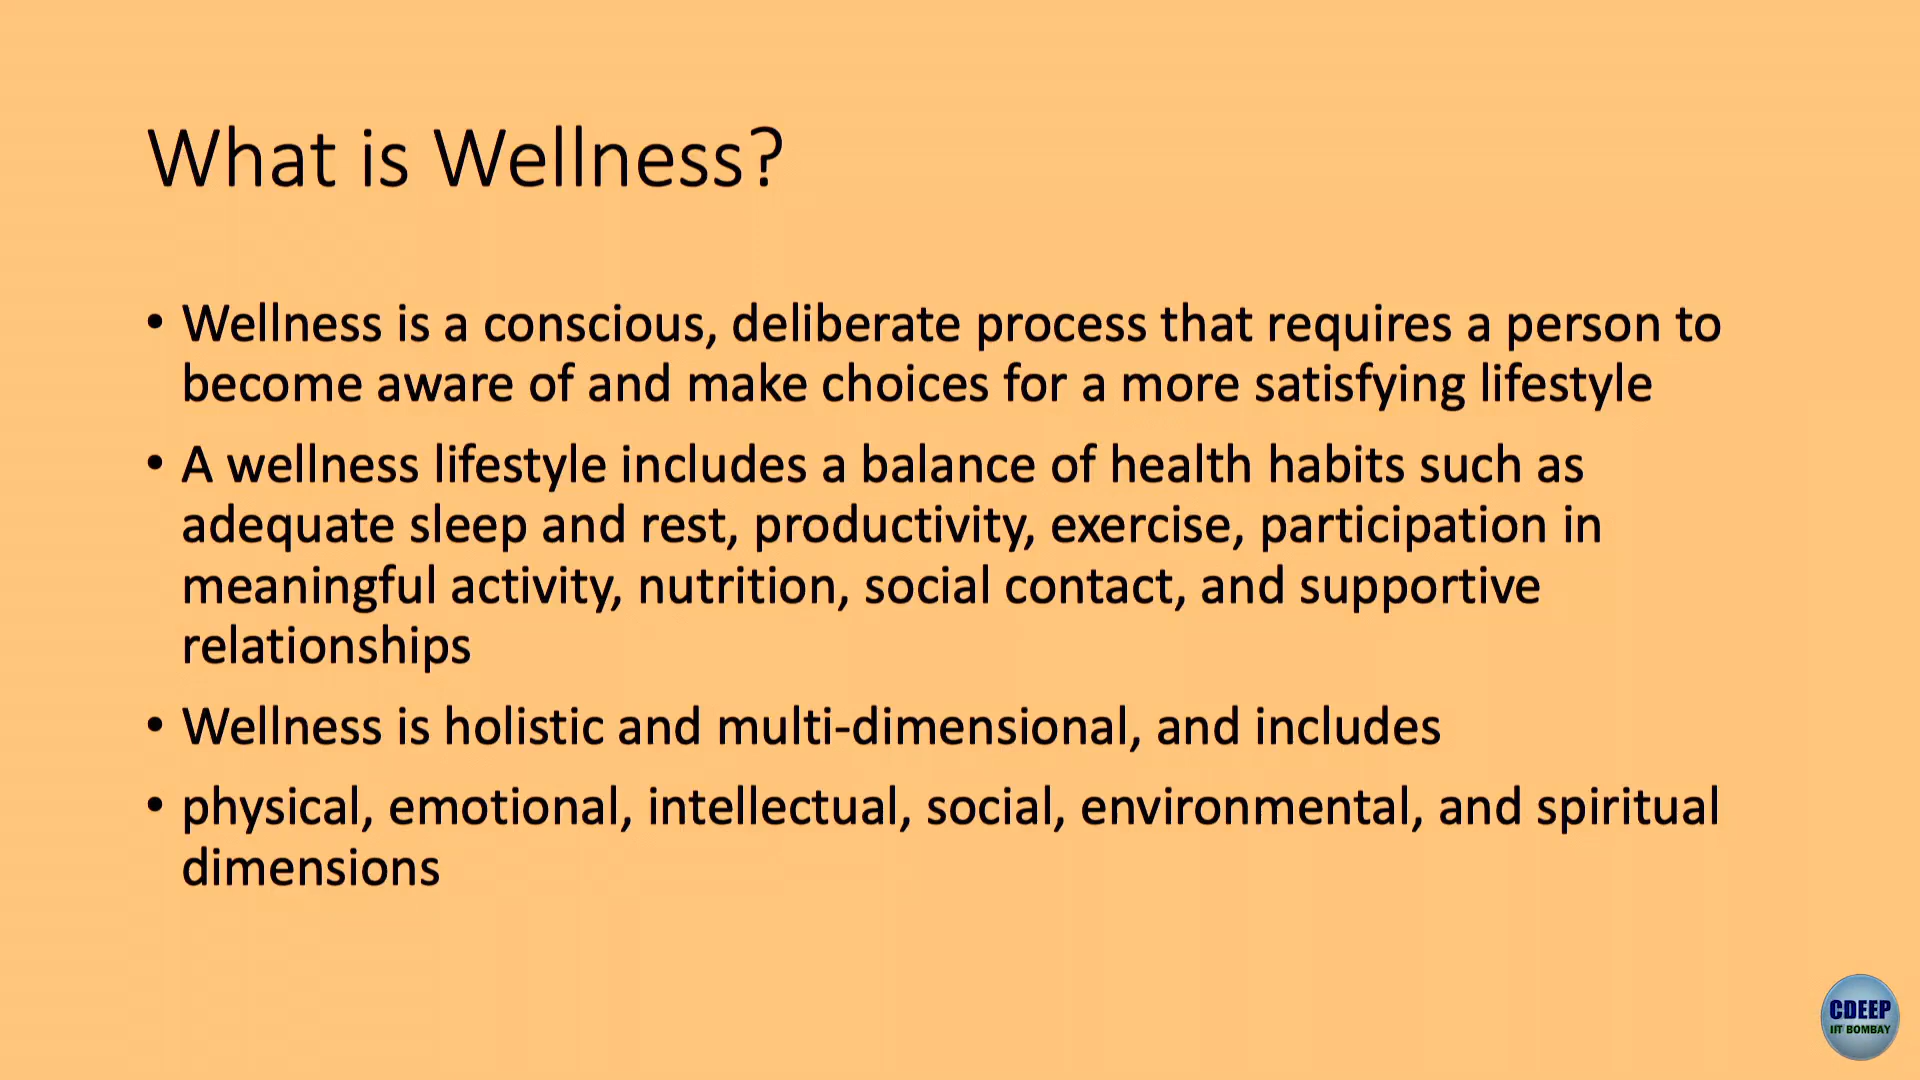 What is Wellness?
• Wellness is a conscious, deliberate process that requires a person to
become aware of and make choices for a more satisfying lifestyle
• A wellness lifestyle includes a balance of health habits such as
adequate sleep and rest, productivity, exercise, participation in
meaningful activity, nutrition, social contact, and supportive
relationships
• Wellness is holistic and multi-dimensional, and includes
• physical, emotional, intellectual, social, environmental, and spiritual
dimensions
CDEEP
IIT BOMBAY